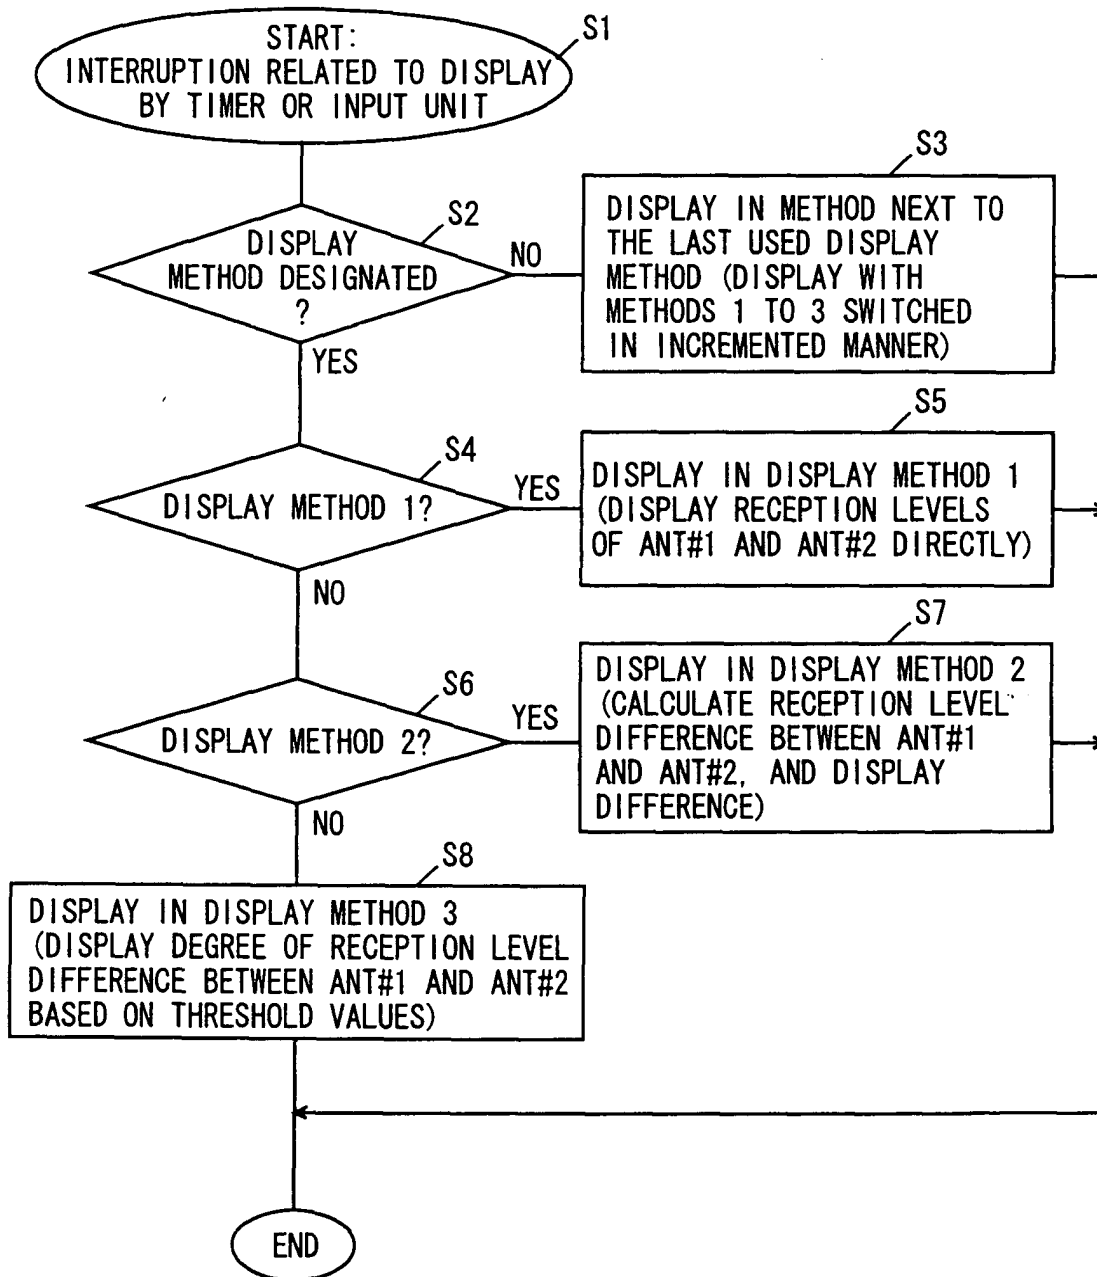 START:
INTERRUPTION RELATED TO DISPLAY
BY TIMER OR INPUT UNIT
S1
DISPLAY
METHOD DESIGNATED
?
S2
NO
YES
S3
DISPLAY IN METHOD NEXT TO
THE LAST USED DISPLAY
METHOD (DISPLAY WITH
METHODS 1 TO 3 SWITCHED
IN INCREMENTED MANNER)
S4
DISPLAY METHOD 1?
YES
NO
S5
DISPLAY IN DISPLAY METHOD 1
(DISPLAY RECEPTION LEVELS
OF ANT#1 AND ANT#2 DIRECTLY)
S6
DISPLAY METHOD 2?
YES
NO
S7
DISPLAY IN DISPLAY METHOD 2
(CALCULATE RECEPTION LEVEL
DIFFERENCE BETWEEN ANT#1
AND ANT#2, AND DISPLAY
DIFFERENCE)
S8
DISPLAY IN DISPLAY METHOD 3
(DISPLAY DEGREE OF RECEPTION LEVEL
DIFFERENCE BETWEEN ANT#1 AND ANT#2
BASED ON THRESHOLD VALUES)
END